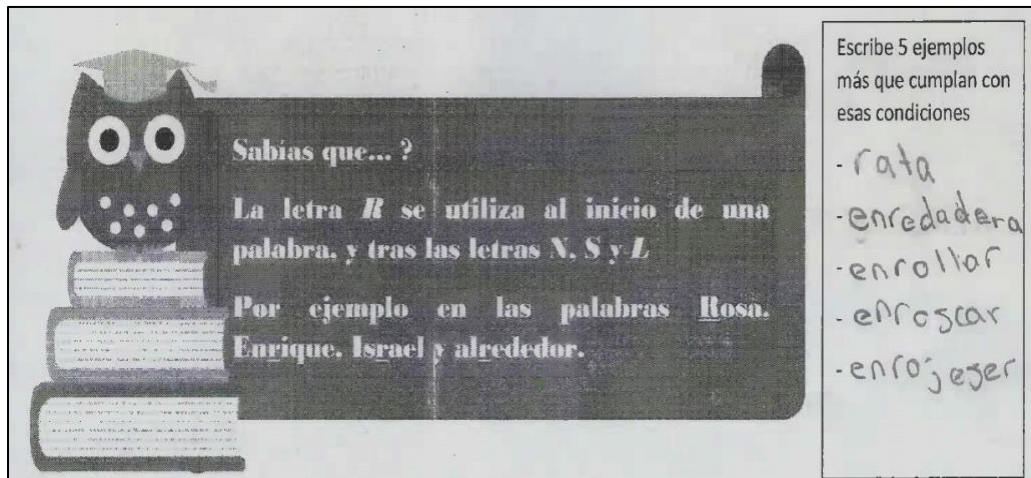 Sabías que... ?
La letra R se utiliza al inicio de una
palabra, y tras las letras N, S y L
Por ejemplo en las palabras Rosa,
Enrique, Israel y alrededor.
Escribe 5 ejemplos
más que cumplan con
esas condiciones
- rata
- enredadera
- enrollar
- enroscar
- enrojeser